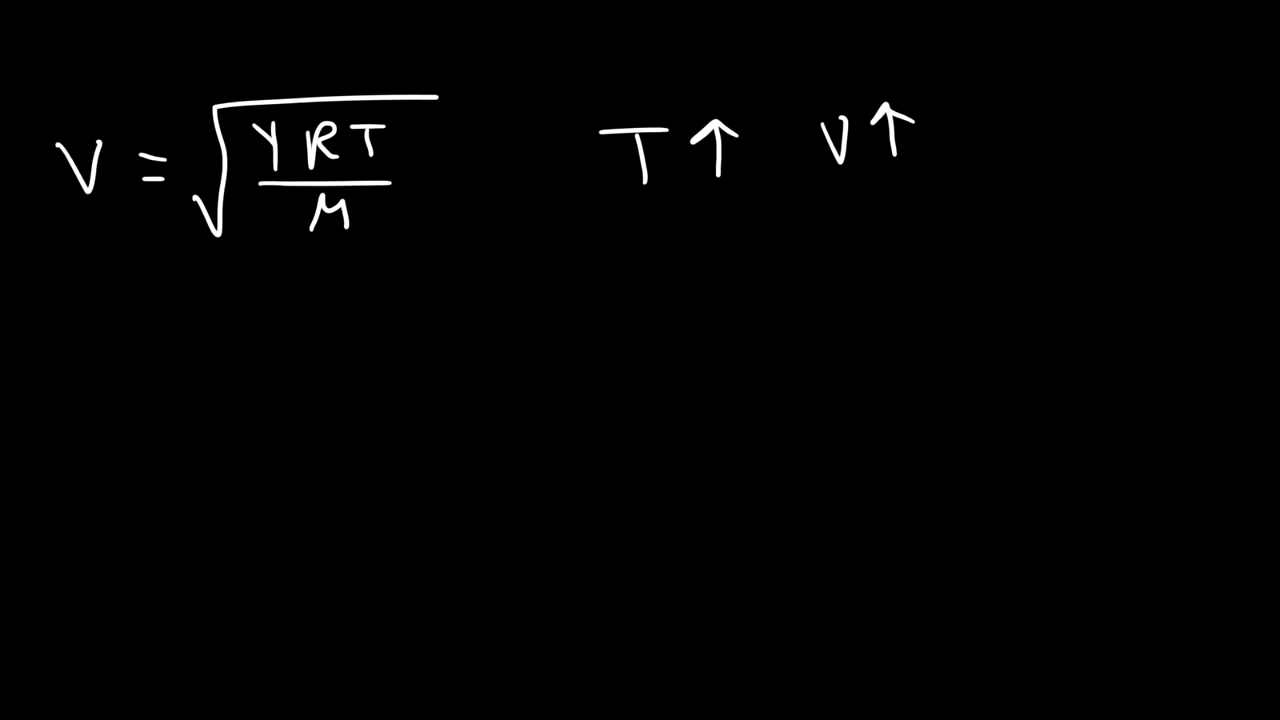 V = √(γRT/M) T↑ V↑